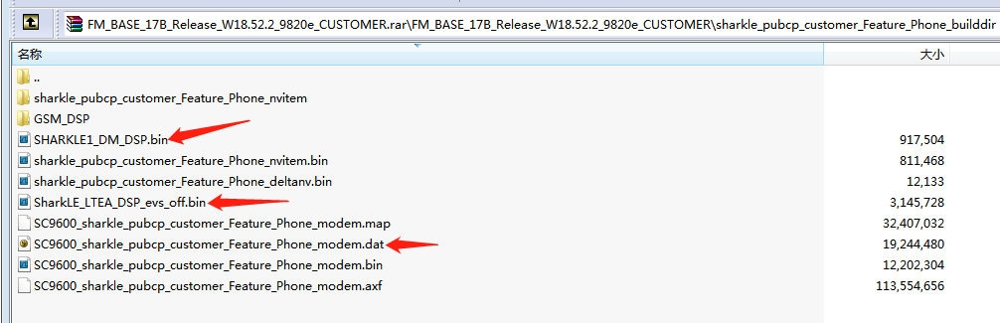 FM_BASE_17B_Release_W18.52.2_9820e_CUSTOMER.rar\FM_BASE_17B_Release_W18.52.2_9820e_CUSTOMER\sharkle_pubcp_customer_Feature_Phone_builddir
名称 大小
..
sharkle_pubcp_customer_Feature_Phone_nvitem
GSM_DSP
SHARKLE1_DM_DSP.bin 917,504
sharkle_pubcp_customer_Feature_Phone_nvitem.bin 811,468
sharkle_pubcp_customer_Feature_Phone_deltanv.bin 12,133
SharkLE_LTEA_DSP_evs_off.bin 3,145,728
SC9600_sharkle_pubcp_customer_Feature_Phone_modem.map 32,407,032
SC9600_sharkle_pubcp_customer_Feature_Phone_modem.dat 19,244,480
SC9600_sharkle_pubcp_customer_Feature_Phone_modem.bin 12,202,304
SC9600_sharkle_pubcp_customer_Feature_Phone_modem.axf 113,554,656